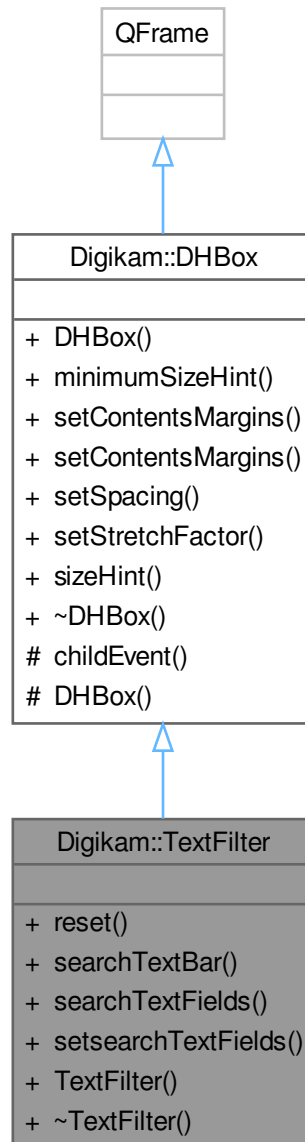 QFrame
Digikam::DHBox
+ DHBox()
+ minimumSizeHint()
+ setContentsMargins()
+ setContentsMargins()
+ setSpacing()
+ setStretchFactor()
+ sizeHint()
+ ~DHBox()
# childEvent()
# DHBox()
Digikam::TextFilter
+ reset()
+ searchTextBar()
+ searchTextFields()
+ setsearchTextFields()
+ TextFilter()
+ ~TextFilter()